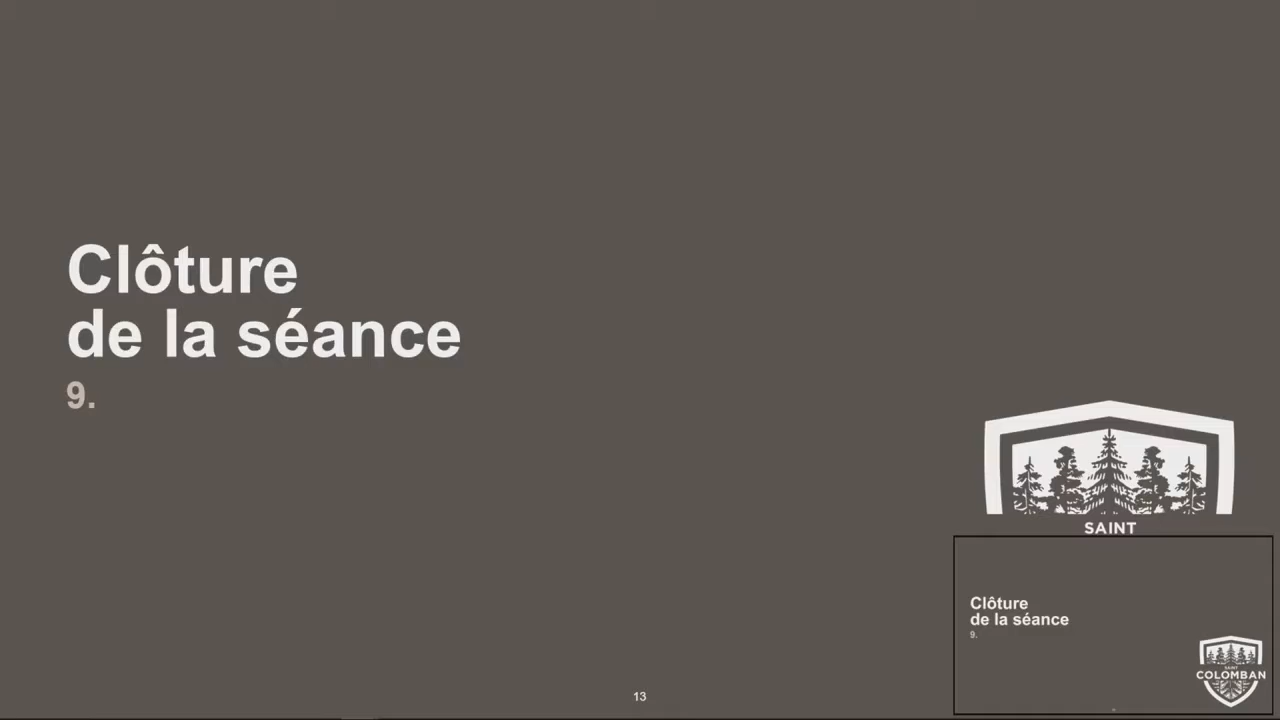 Clôture
de la séance
9.
SAINT
Clôture
de la séance
9.
SAINT
COLOMBAN
13